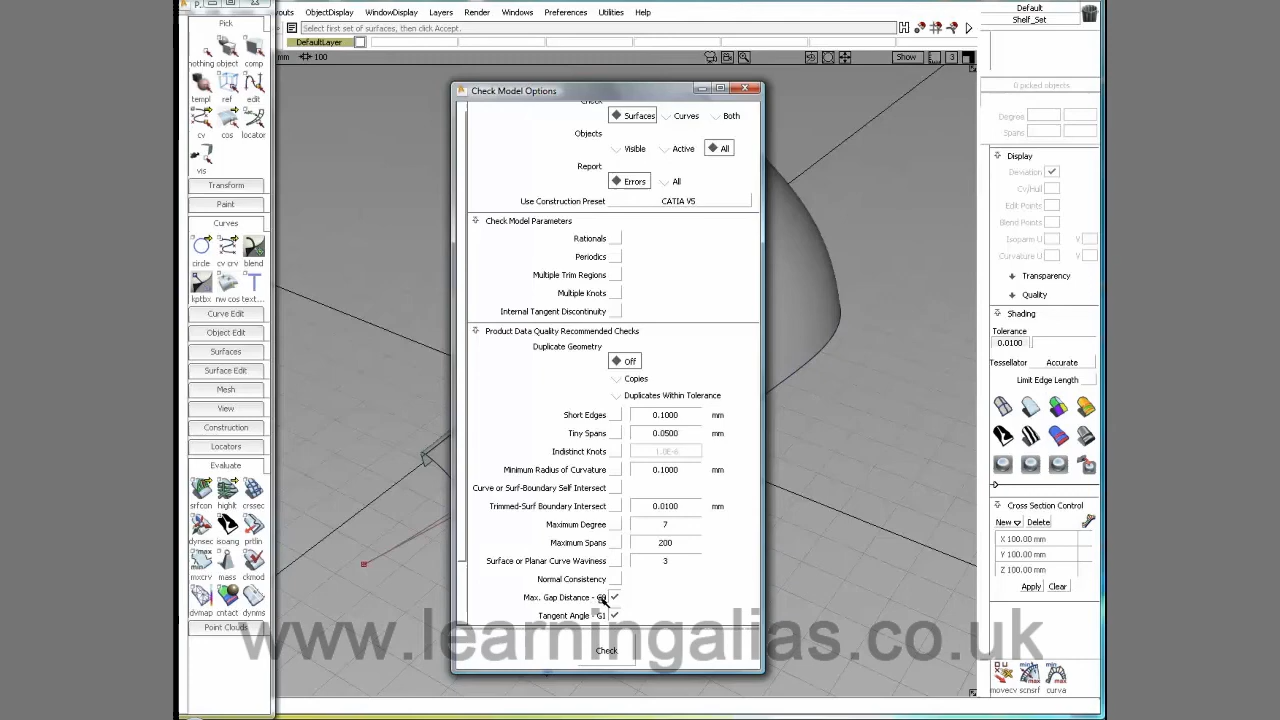 P..
Pick
nothing object comp
templ ref edit
cv cos locator
vis
Transform
Paint
Curves
circle cv crv blend
kptbx nw cos text...
Curve Edit
Object Edit
Surfaces
Surface Edit
Mesh
View
Construction
Locators
Evaluate
srfcon highlt crssec
dynsec isoang prtlin
mxcrv mass ckmod
dvmap cntact dynms
Point Clouds
youts ObjectDisplay WindowDisplay Layers Render Windows Preferences Utilities Help
Select first set of surfaces, then click Accept.
DefaultLayer
mm 100
Show
3
Check Model Options
Check
Surfaces Curves Both
Objects
Visible Active All
Report
Errors All
Use Construction Preset CATIA V5
Check Model Parameters
Rationals
Periodics
Multiple Trim Regions
Multiple Knots
Internal Tangent Discontinuity
Product Data Quality Recommended Checks
Duplicate Geometry
Off
Copies
Duplicates Within Tolerance
Short Edges 0.1000 mm
Tiny Spans 0.0500 mm
Indistinct Knots 1.0E-6
Minimum Radius of Curvature 0.1000 mm
Curve or Surf-Boundary Self Intersect
Trimmed-Surf Boundary Intersect 0.0100 mm
Maximum Degree 7
Maximum Spans 200
Surface or Planar Curve Waviness 3
Normal Consistency
Max. Gap Distance - G0
Tangent Angle - G1
Check
Default
Shelf_Set
0 picked objects
Degree
Spans
Display
Deviation
Cv/Hull
Edit Points
Blend Points
Isoparm U V
Curvature U V
Transparency
Quality
Shading
Tolerance
0.0100
Tessellator Accurate
Limit Edge Length
Cross Section Control
New Delete
X 100.00 mm
Y 100.00 mm
Z 100.00 mm
Apply Clear
movecv scnsrf curva
www.learningalias.co.uk